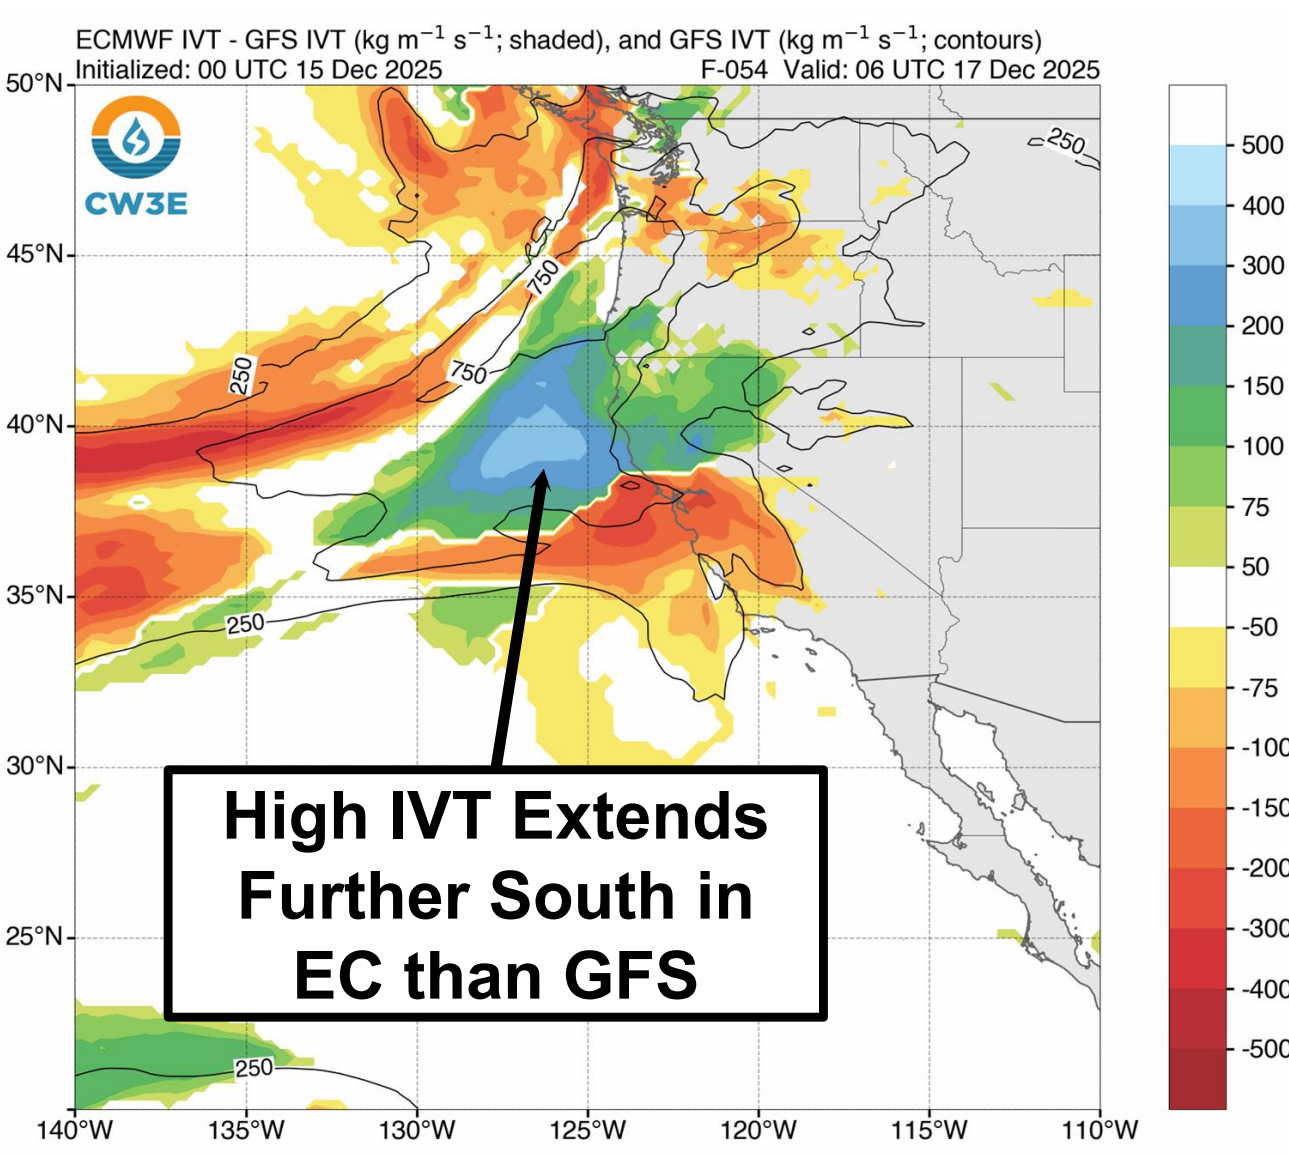 ECMWF IVT - GFS IVT (kg m⁻¹ s⁻¹; shaded), and GFS IVT (kg m⁻¹ s⁻¹; contours)
Initialized: 00 UTC 15 Dec 2025 F-054 Valid: 06 UTC 17 Dec 2025
CW3E
50°N
45°N
40°N
35°N
30°N
25°N
250
750
250
750
250
250
High IVT Extends
Further South in
EC than GFS
140°W 135°W 130°W 125°W 120°W 115°W 110°W
500
400
300
200
150
100
75
50
-50
-75
-100
-150
-200
-300
-400
-500